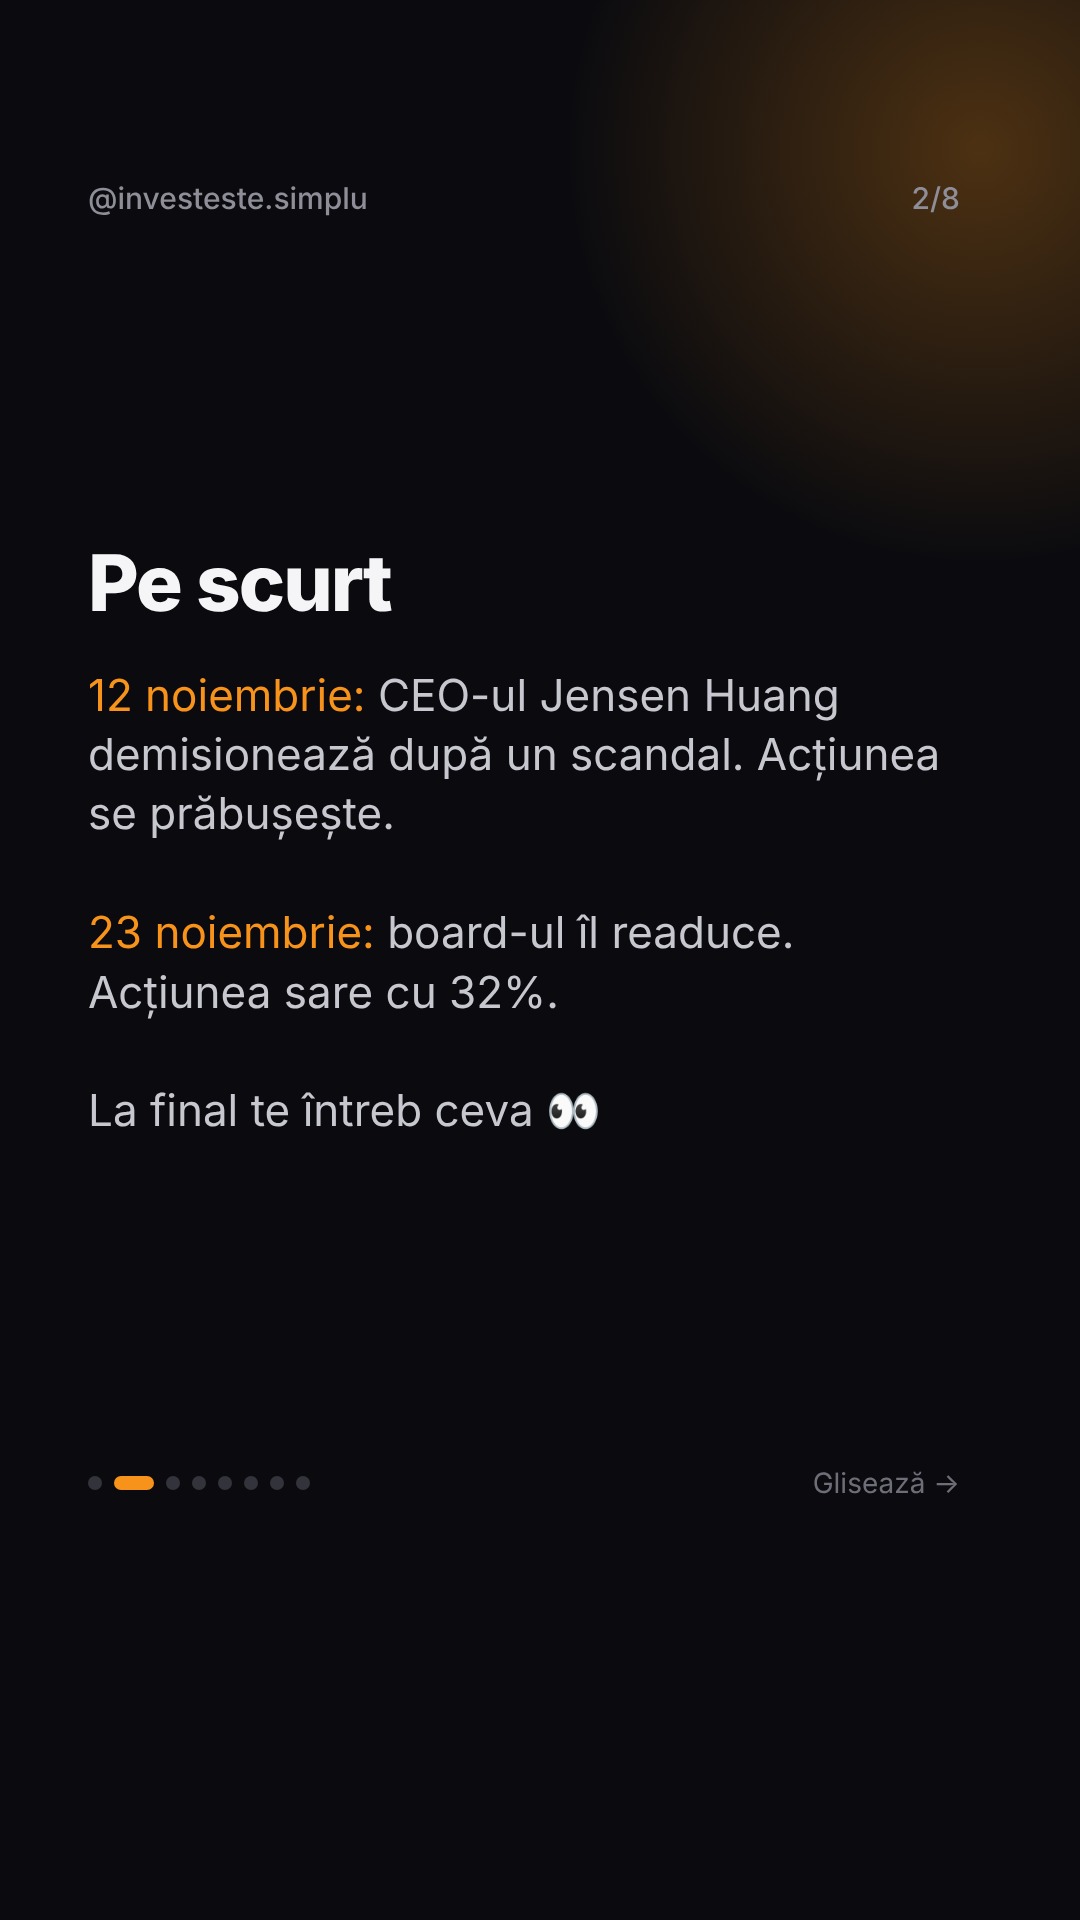 @investeste.simplu
2/8
Pe scurt
12 noiembrie: CEO-ul Jensen Huang
demisionează după un scandal. Acțiunea
se prăbușește.
23 noiembrie: board-ul îl readuce.
Acțiunea sare cu 32%.
La final te întreb ceva 👀
Glisează →